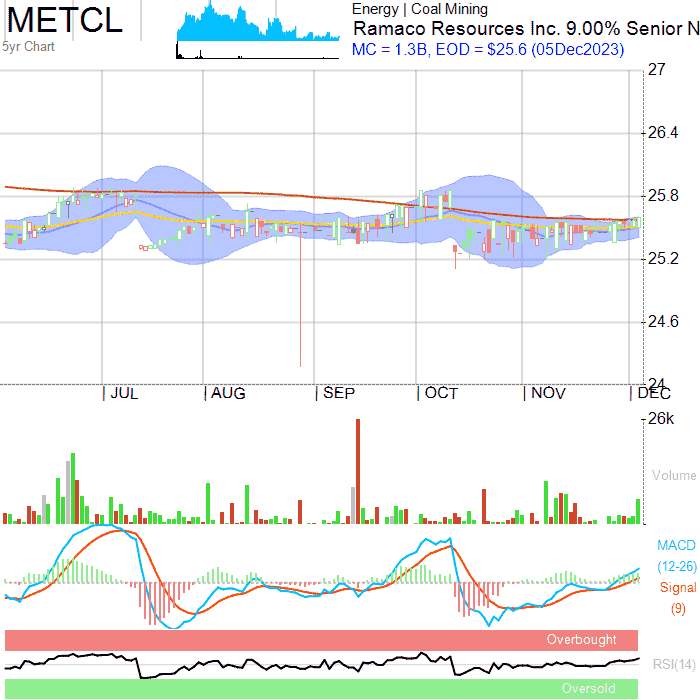 METCL
5yr Chart
Energy | Coal Mining
Ramaco Resources Inc. 9.00% Senior N
MC = 1.3B, EOD = $25.6 (05Dec2023)
27
26.4
25.8
25.2
24.6
24
JUL AUG SEP OCT NOV DEC
26k
Volume
MACD
(12-26)
Signal
(9)
Overbought
RSI(14)
Oversold